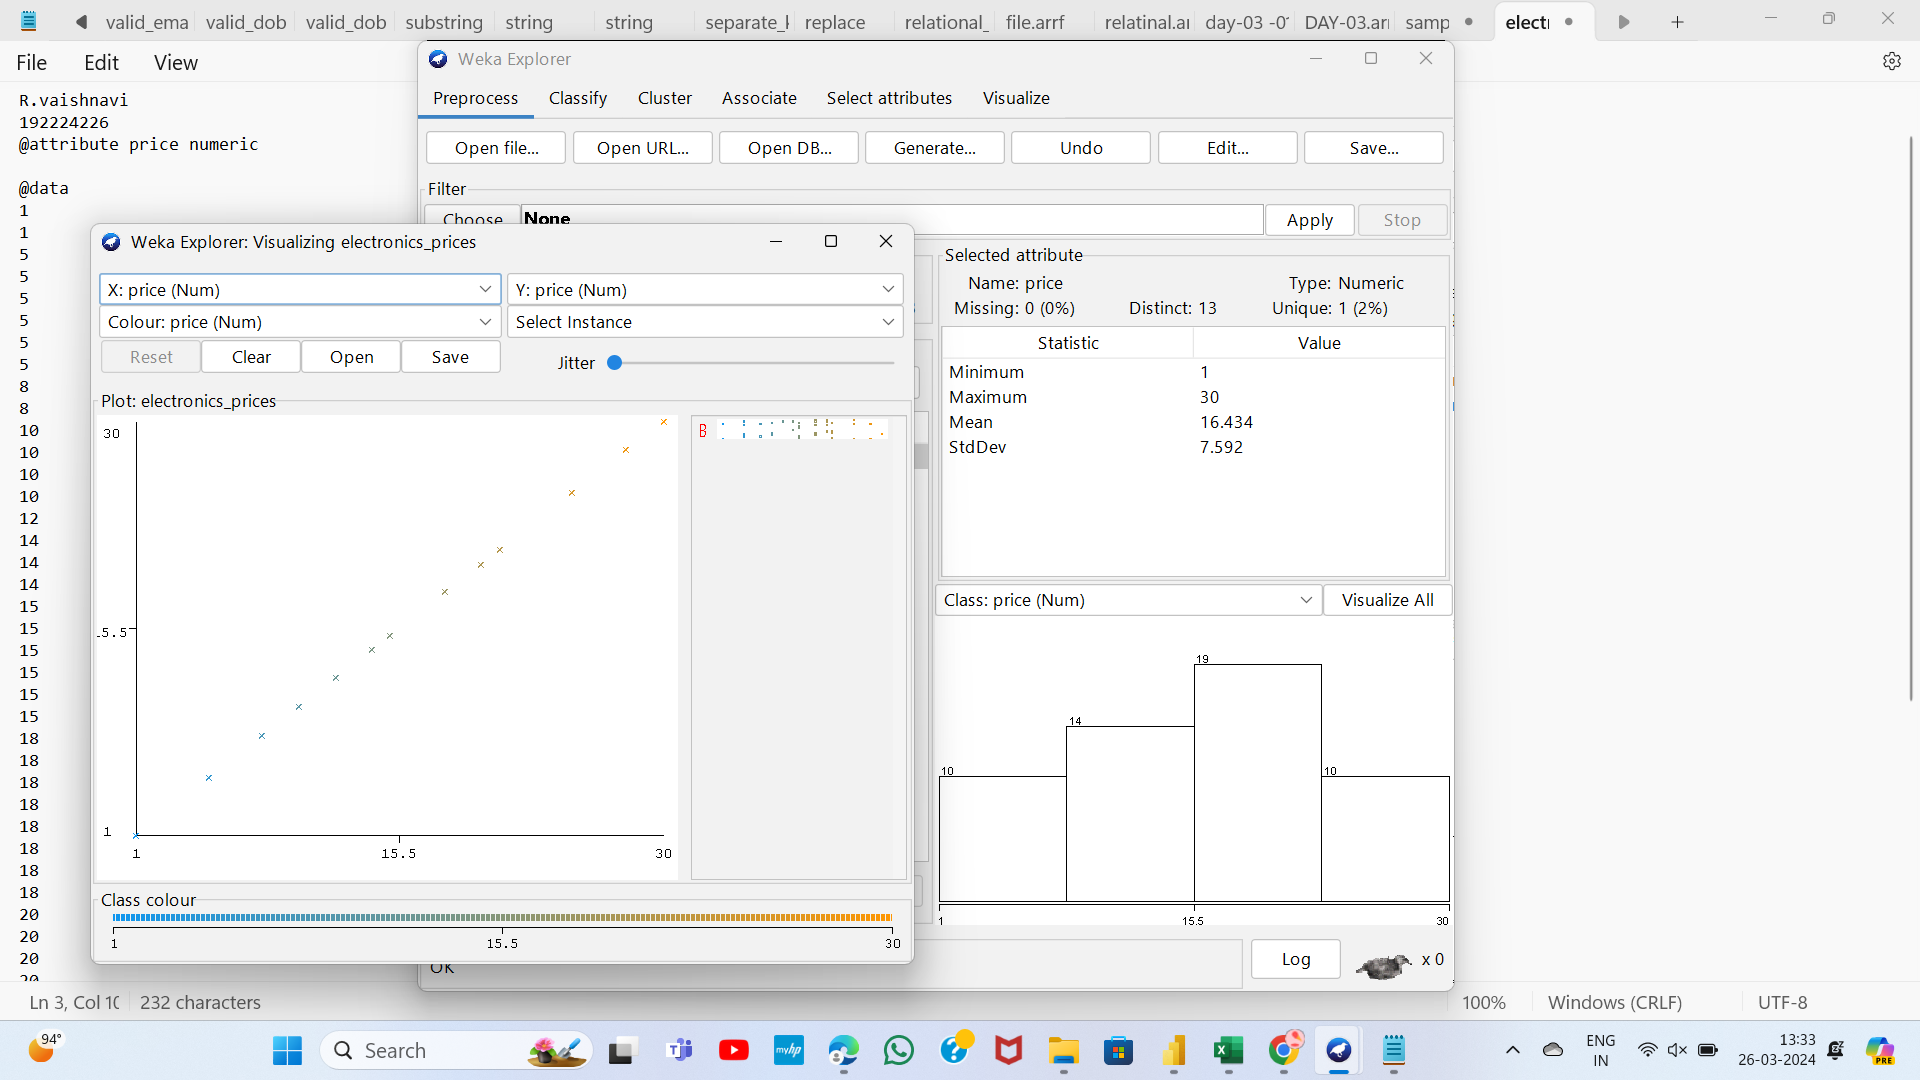 valid_ema
valid_dob
valid_dob
substring
string
string
separate_
replace
relational_
file.arrf
relatinal.ar
day-03 -0
DAY-03.arr
samp
elect
File Edit View
R.vaishnavi
192224226
@attribute price numeric
@data
1
1
5
5
5
5
5
5
8
8
10
10
10
10
12
14
14
14
15
15
15
15
15
15
18
18
18
18
18
18
18
18
20
20
20
20
Ln 3, Col 1
232 characters
100%
Windows (CRLF)
UTF-8
Weka Explorer
Preprocess Classify Cluster Associate Select attributes Visualize
Open file... Open URL... Open DB... Generate... Undo Edit... Save...
Filter
Choose None Apply Stop
Selected attribute
Name: price Type: Numeric
Missing: 0 (0%) Distinct: 13 Unique: 1 (2%)
Statistic Value
Minimum 1
Maximum 30
Mean 16.434
StdDev 7.592
Class: price (Num) Visualize All
10
14
19
10
1 15.5 30
OK
Log
x 0
Weka Explorer: Visualizing electronics_prices
X: price (Num) Y: price (Num)
Colour: price (Num) Select Instance
Reset Clear Open Save Jitter
Plot: electronics_prices
30
.5.5
1
1 15.5 30
B
Class colour
1 15.5 30
94°
Search
myhp
ENG
IN
13:33
26-03-2024
PRE